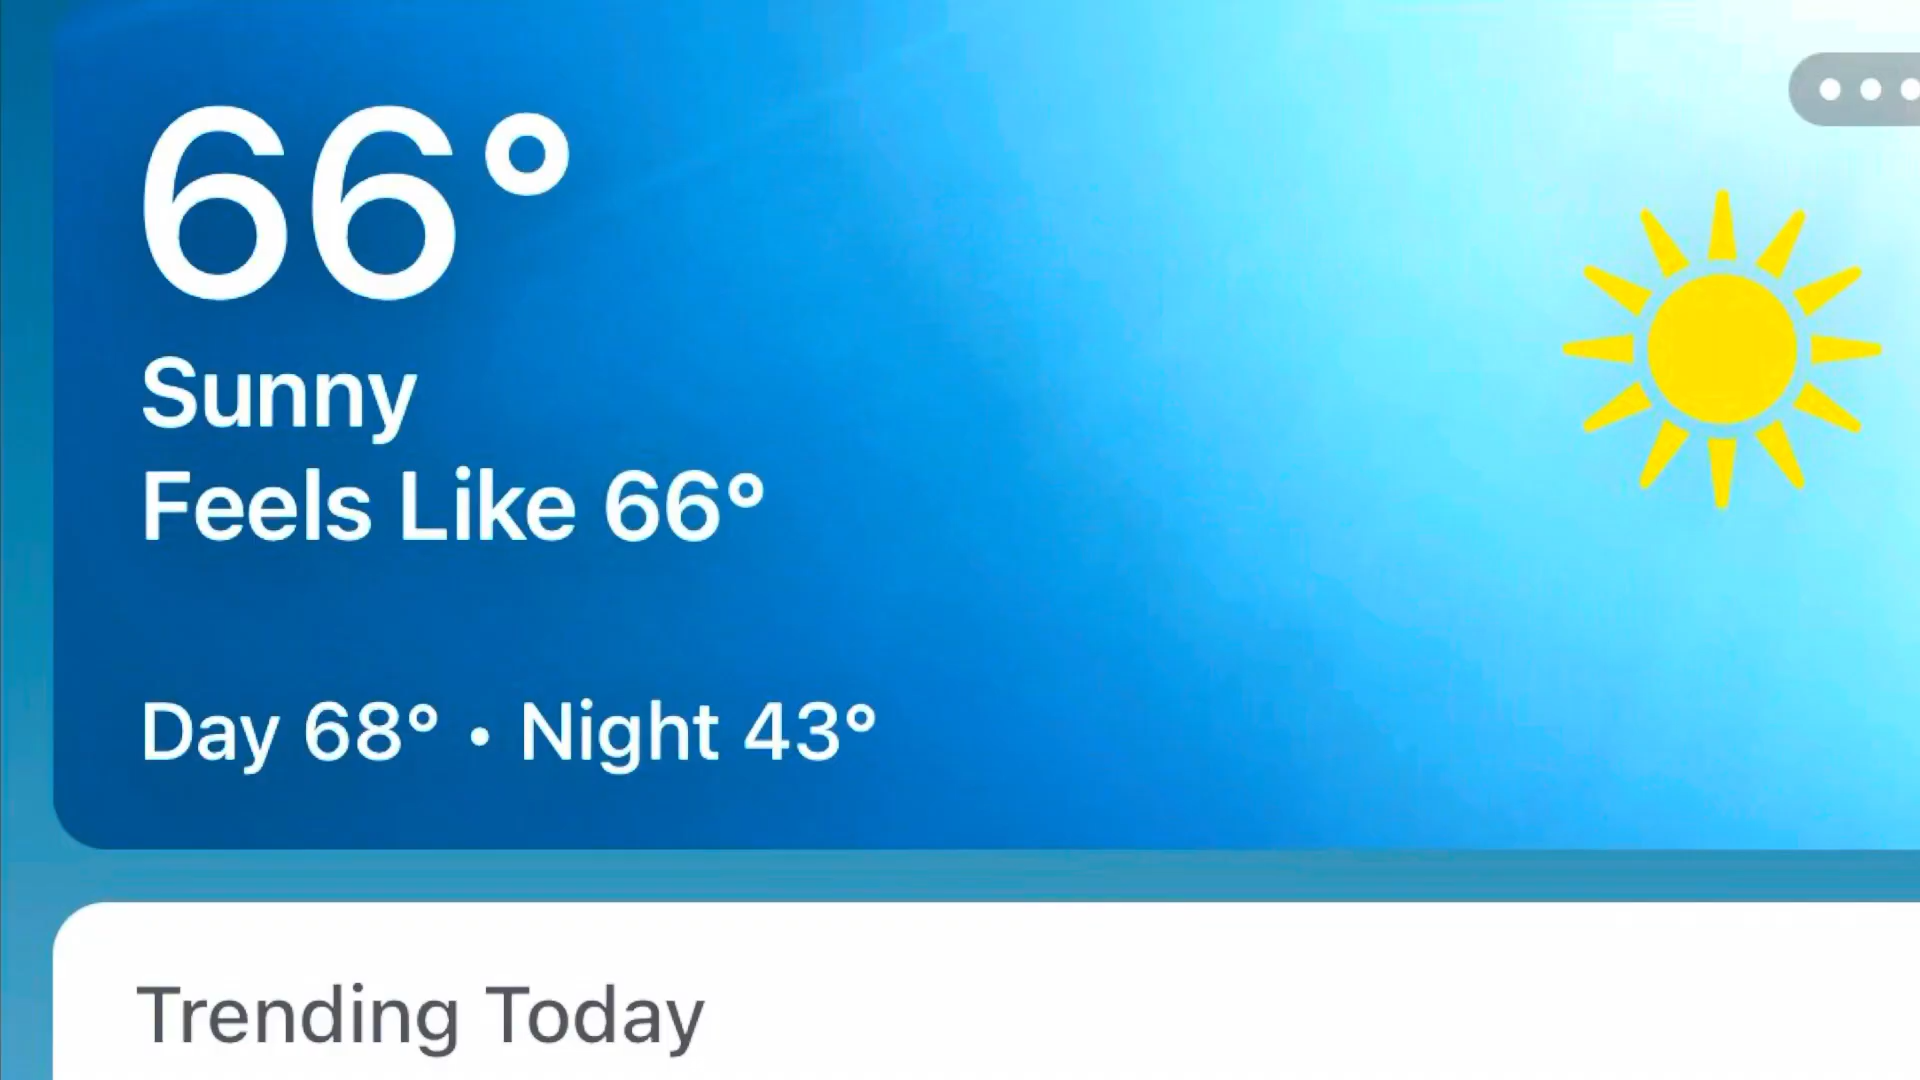 66°
Sunny
Feels Like 66°
Day 68° • Night 43°
Trending Today